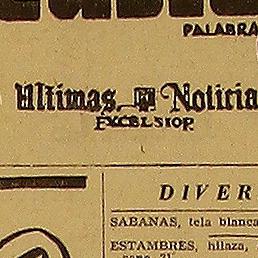 PALABRA
Ultimas Noticia
EXCELSIOR
DIVER
SABANAS, tela blanca
ESTAMBRES, hilaza,